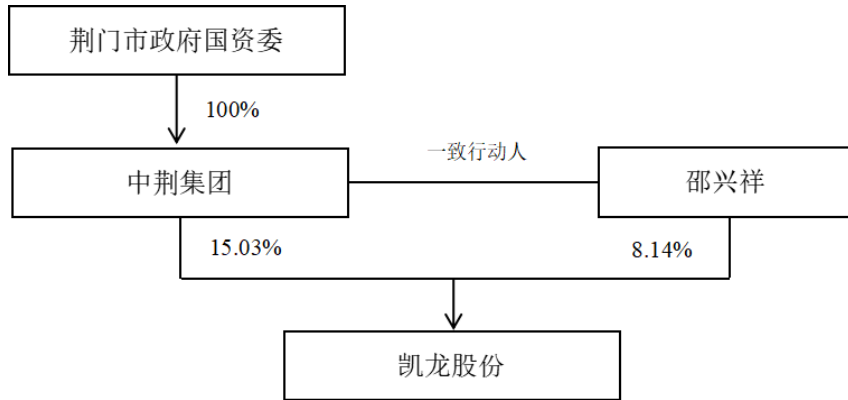 荆门市政府国资委
100%
一致行动人
中荆集团
邵兴祥
15.03%
8.14%
凯龙股份